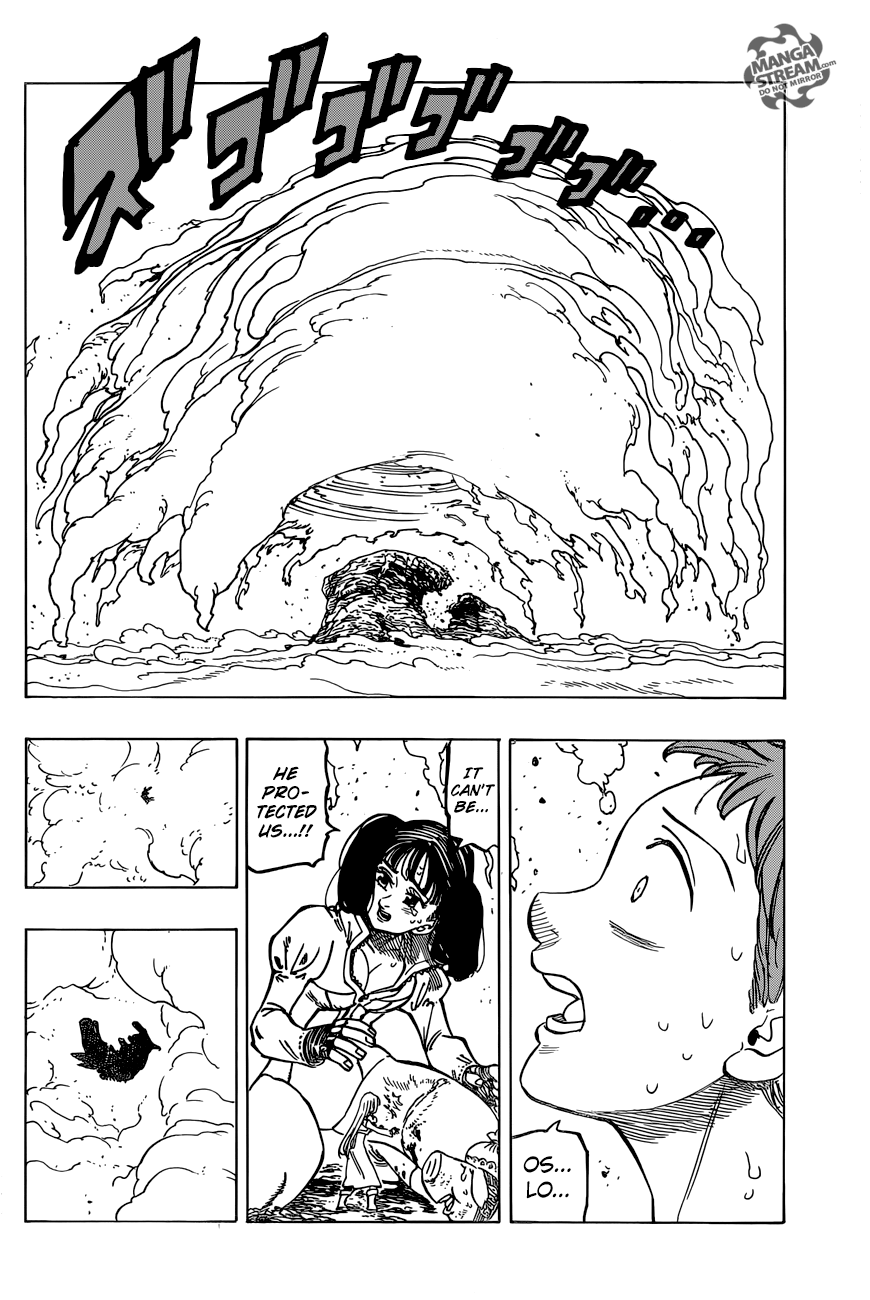 MANGA
STREAM.com
DO NOT MIRROR
ズゴゴゴゴゴ...
OS...
LO...
IT
CAN'T
BE...
HE
PRO-
TECTED
US...!!